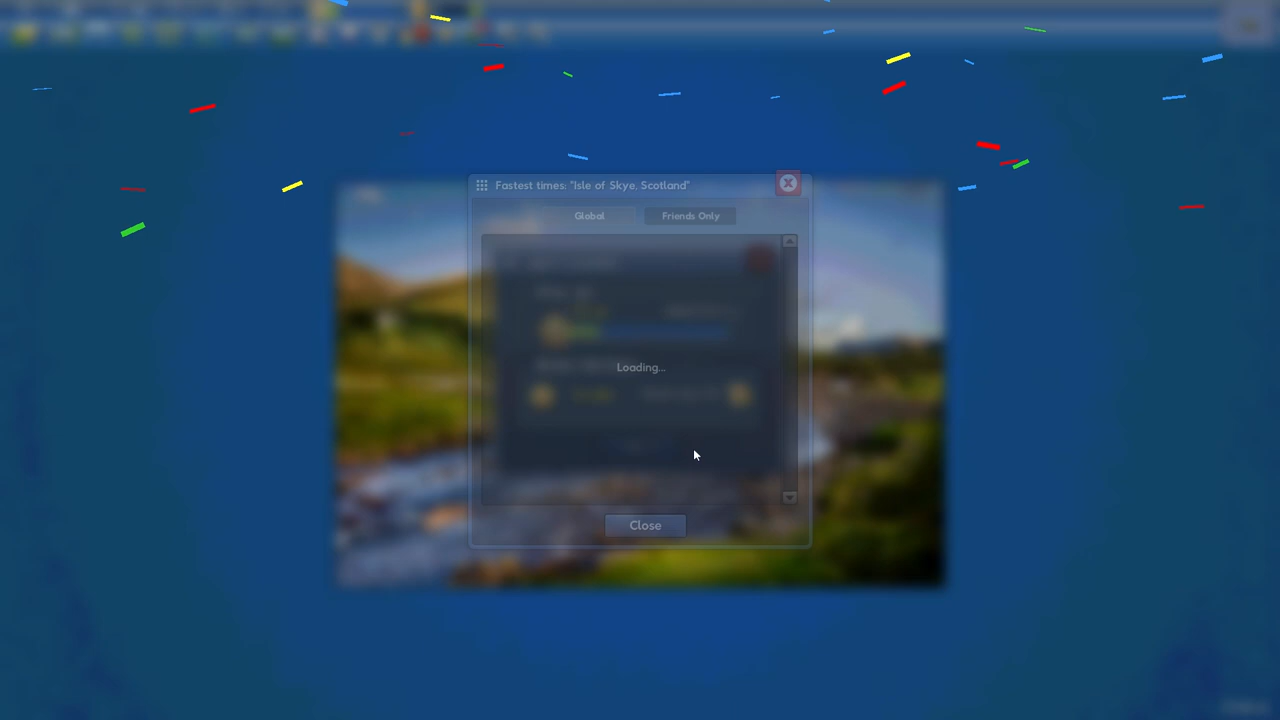 Fastest times: "Isle of Skye, Scotland"
Global
Friends Only
Loading...
Close